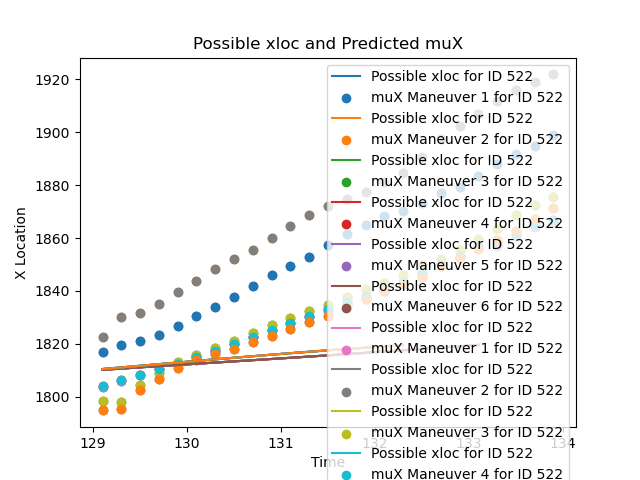 Possible xloc and Predicted muX
1920
1900
1880
1860
1840
1820
1800
X Location
129
130
131
132
133
134
Time
Possible xloc for ID 522
muX Maneuver 1 for ID 522
Possible xloc for ID 522
muX Maneuver 2 for ID 522
Possible xloc for ID 522
muX Maneuver 3 for ID 522
Possible xloc for ID 522
muX Maneuver 4 for ID 522
Possible xloc for ID 522
muX Maneuver 5 for ID 522
Possible xloc for ID 522
muX Maneuver 6 for ID 522
Possible xloc for ID 522
muX Maneuver 1 for ID 522
Possible xloc for ID 522
muX Maneuver 2 for ID 522
Possible xloc for ID 522
muX Maneuver 3 for ID 522
Possible xloc for ID 522
muX Maneuver 4 for ID 522